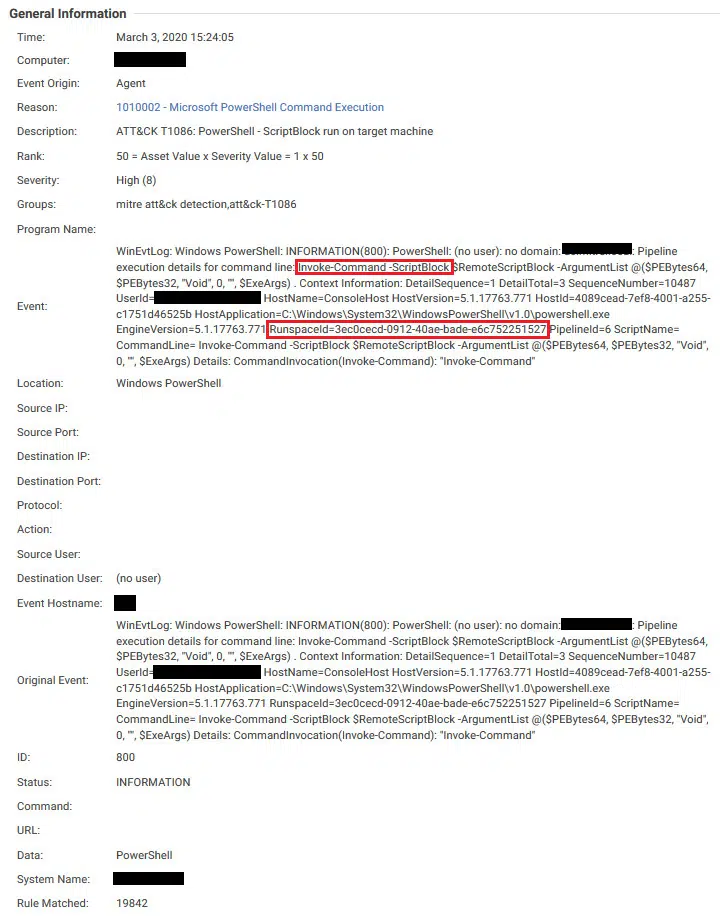 General Information
Time: March 3, 2020 15:24:05
Computer:
Event Origin: Agent
Reason: 1010002 - Microsoft PowerShell Command Execution
Description: ATT&CK T1086: PowerShell - ScriptBlock run on target machine
Rank: 50 = Asset Value x Severity Value = 1 x 50
Severity: High (8)
Groups: mitre att&ck detection,att&ck-T1086
Program Name:
WinEvtLog: Windows PowerShell: INFORMATION(800): PowerShell: (no user): no domain: : Pipeline
execution details for command line: Invoke-Command -ScriptBlock $RemoteScriptBlock -ArgumentList @($PEBytes64,
$PEBytes32, "Void", 0, "", $ExeArgs) . Context Information: DetailSequence=1 DetailTotal=3 SequenceNumber=10487
Event: UserId= HostName=ConsoleHost HostVersion=5.1.17763.771 HostId=4089cead-7ef8-4001-a255-
c1751d46525b HostApplication=C:\Windows\System32\WindowsPowerShell\v1.0\powershell.exe
EngineVersion=5.1.17763.771 RunspaceId=3ec0cecd-0912-40ae-bade-e6c752251527 PipelineId=6 ScriptName=
CommandLine= Invoke-Command -ScriptBlock $RemoteScriptBlock -ArgumentList @($PEBytes64, $PEBytes32, "Void",
0, "", $ExeArgs) Details: CommandInvocation(Invoke-Command): "Invoke-Command"
Location: Windows PowerShell
Source IP:
Source Port:
Destination IP:
Destination Port:
Protocol:
Action:
Source User:
Destination User: (no user)
Event Hostname:
WinEvtLog: Windows PowerShell: INFORMATION(800): PowerShell: (no user): no domain: : Pipeline
execution details for command line: Invoke-Command -ScriptBlock $RemoteScriptBlock -ArgumentList @($PEBytes64,
$PEBytes32, "Void", 0, "", $ExeArgs) . Context Information: DetailSequence=1 DetailTotal=3 SequenceNumber=10487
UserId= HostName=ConsoleHost HostVersion=5.1.17763.771 HostId=4089cead-7ef8-4001-a255-
Original Event: c1751d46525b HostApplication=C:\Windows\System32\WindowsPowerShell\v1.0\powershell.exe
EngineVersion=5.1.17763.771 RunspaceId=3ec0cecd-0912-40ae-bade-e6c752251527 PipelineId=6 ScriptName=
CommandLine= Invoke-Command -ScriptBlock $RemoteScriptBlock -ArgumentList @($PEBytes64, $PEBytes32, "Void",
0, "", $ExeArgs) Details: CommandInvocation(Invoke-Command): "Invoke-Command"
ID: 800
Status: INFORMATION
Command:
URL:
Data: PowerShell
System Name:
Rule Matched: 19842